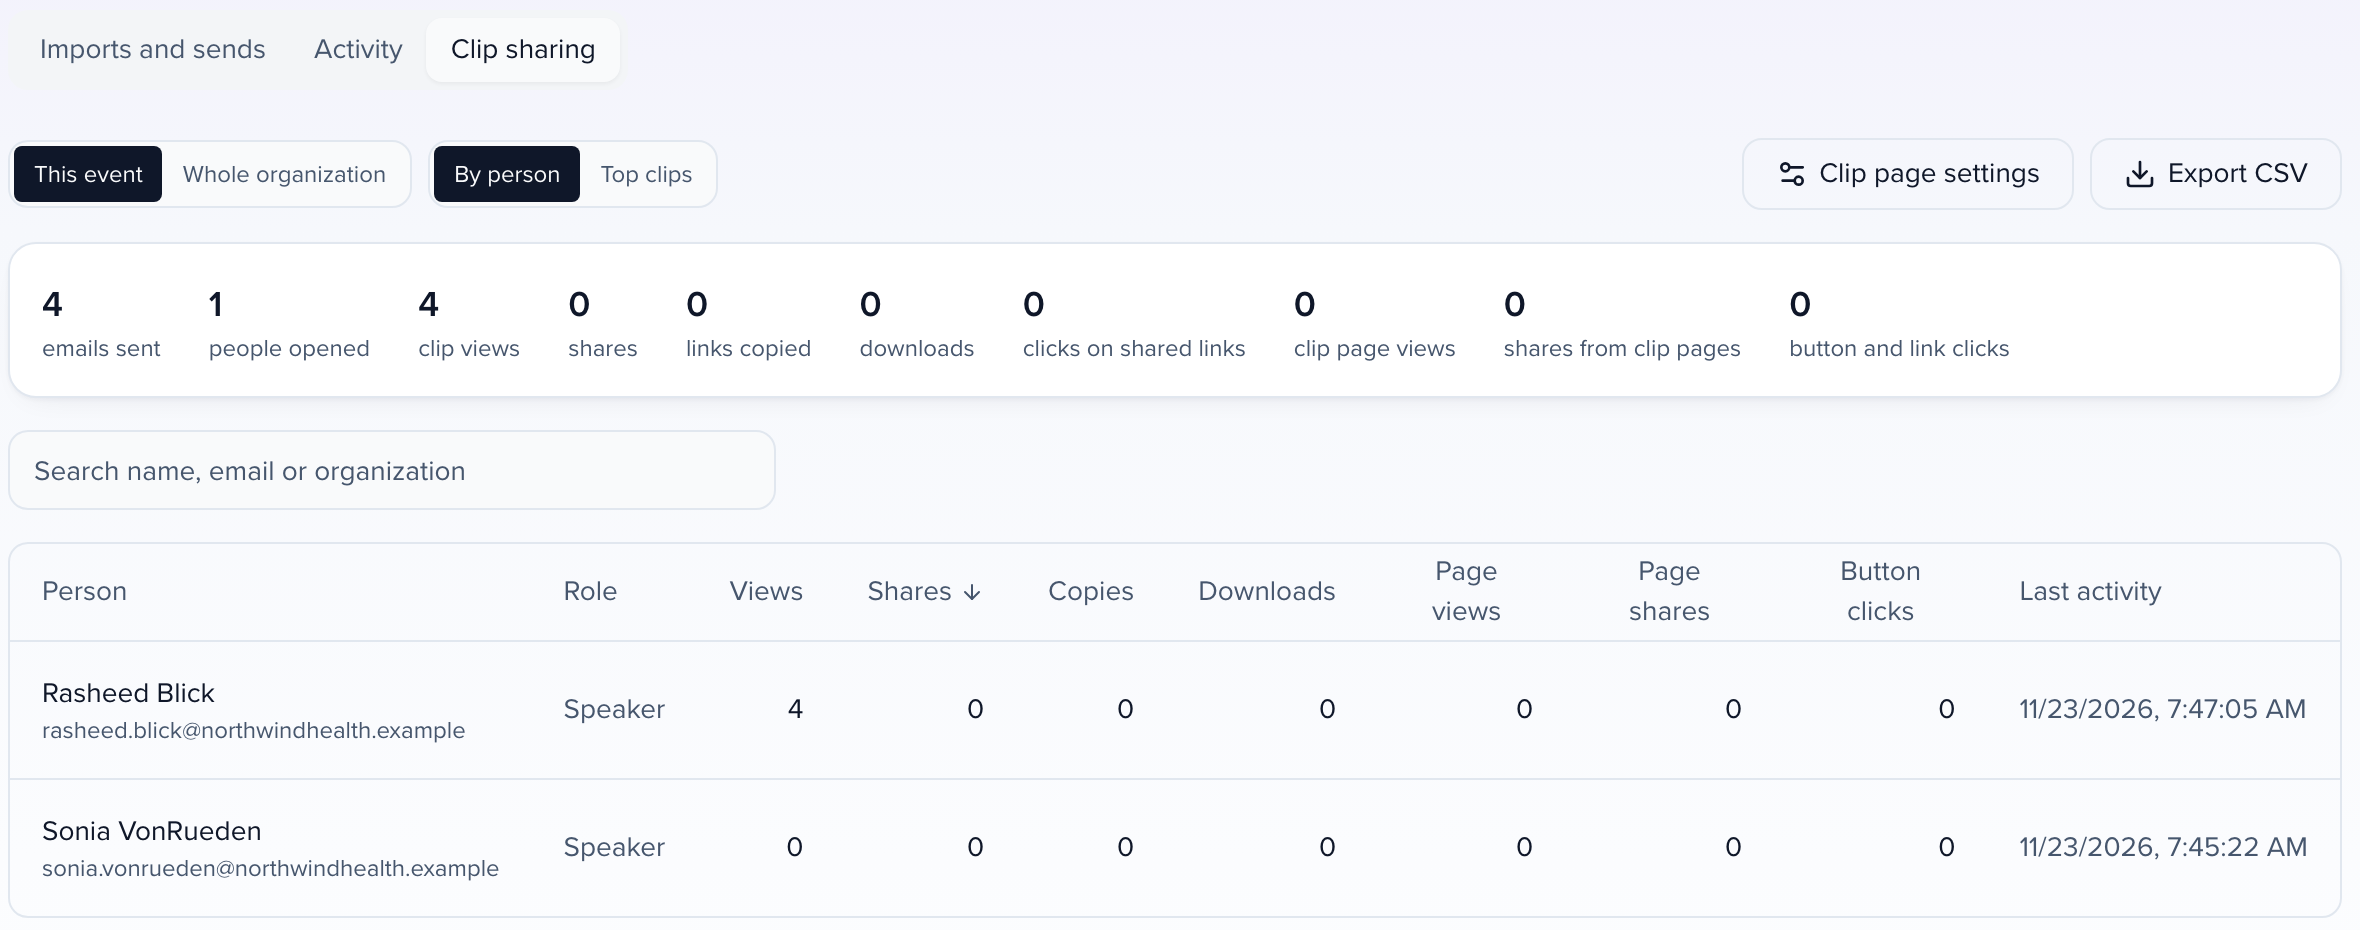 Imports and sends Activity Clip sharing
This event Whole organization By person Top clips Clip page settings Export CSV
4 1 4 0 0 0 0 0 0 0
emails sent people opened clip views shares links copied downloads clicks on shared links clip page views shares from clip pages button and link clicks
Search name, email or organization
Person Role Views Shares ↓ Copies Downloads Page views Page shares Button clicks Last activity
Rasheed Blick
rasheed.blick@northwindhealth.example
Speaker 4 0 0 0 0 0 0 11/23/2026, 7:47:05 AM
Sonia VonRueden
sonia.vonrueden@northwindhealth.example
Speaker 0 0 0 0 0 0 0 11/23/2026, 7:45:22 AM